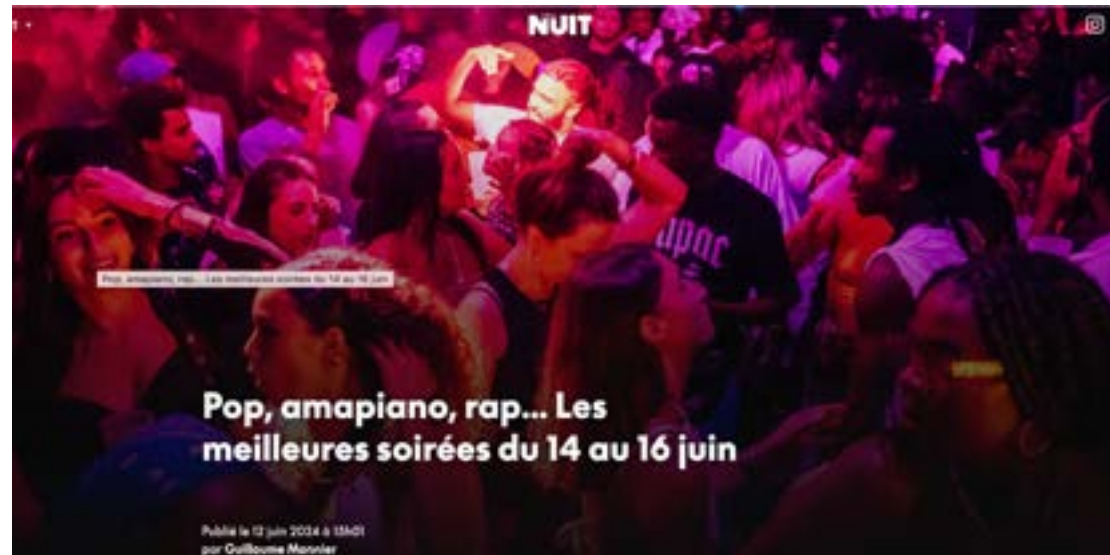 NUIT
Pop, amapiano, rap... Les meilleures soirées du 14 au 16 juin
Pop, amapiano, rap... Les
meilleures soirées du 14 au 16 juin
Publié le 12 juin 2024 à 15h01
par Guillaume Monnier